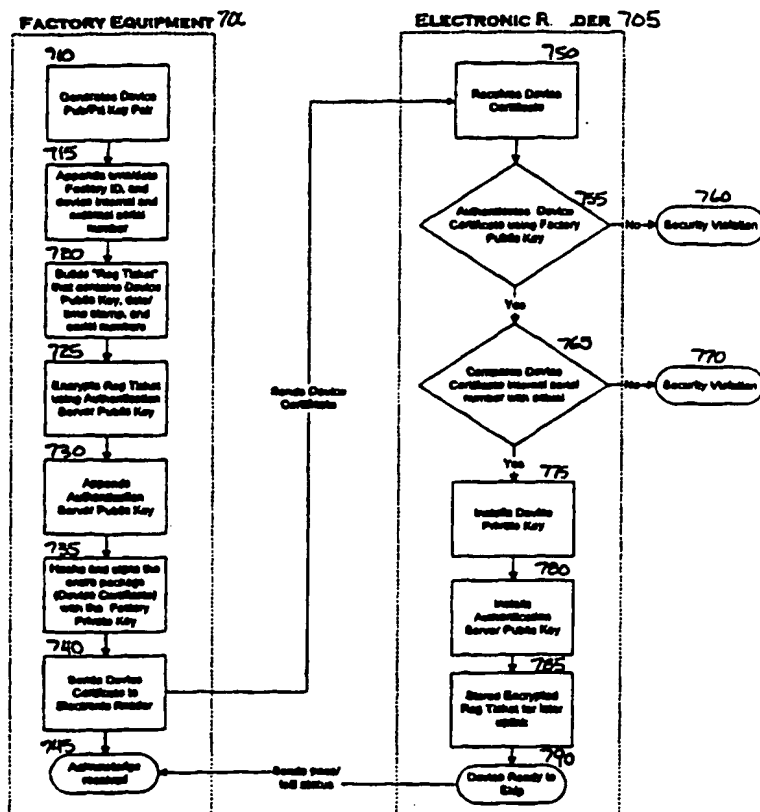 FACTORY EQUIPMENT 70
710
Generates Device
Pub/Pri Key Pair
715
Appends
Factory ID, and
device internal and
external serial
number
720
Builds "Reg Ticket"
that contains Device
Public Key, date/
time stamp, and
serial numbers
725
Encrypts Reg Ticket
using Authentication
Server Public Key
730
Appends
Authentication
Server Public Key
735
Hashs and signs the
entire package
(Device Certificate)
with the Factory
Private Key
740
Sends Device
Certificate to
Electronic Reader
745
received
Sends Device
Certificate
Sends pass/
fail status
ELECTRONIC R DER 705
750
Receives Device
Certificate
755
Authenticates Device
Certificate using Factory
Public Key
No
760
Security Violation
Yes
765
Compares Device
Certificate internal serial
number with actual
No
770
Security Violation
Yes
775
Installs Device
Private Key
780
Installs
Authentication
Server Public Key
785
Stores Encrypted
Reg Ticket for later
uplink
790
Device Ready to
Ship